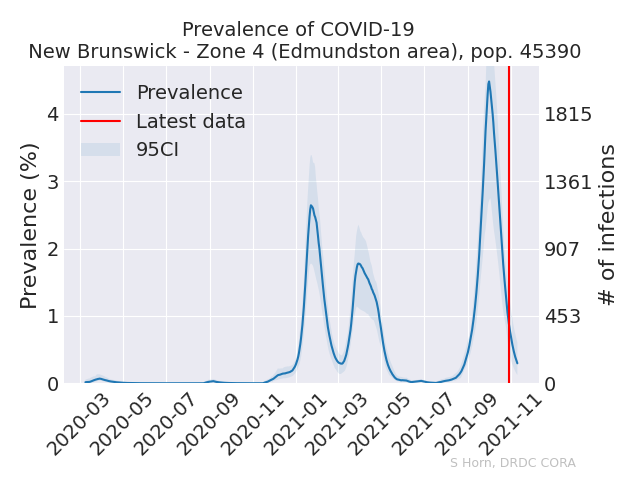 Prevalence of COVID-19
New Brunswick - Zone 4 (Edmundston area), pop. 45390
Prevalence (%)
4
3
2
1
0
Prevalence
Latest data
95CI
1815
1361
907
453
0
# of infections
2020-03
2020-05
2020-07
2020-09
2020-11
2021-01
2021-03
2021-05
2021-07
2021-09
2021-11
S Horn, DRDC CORA